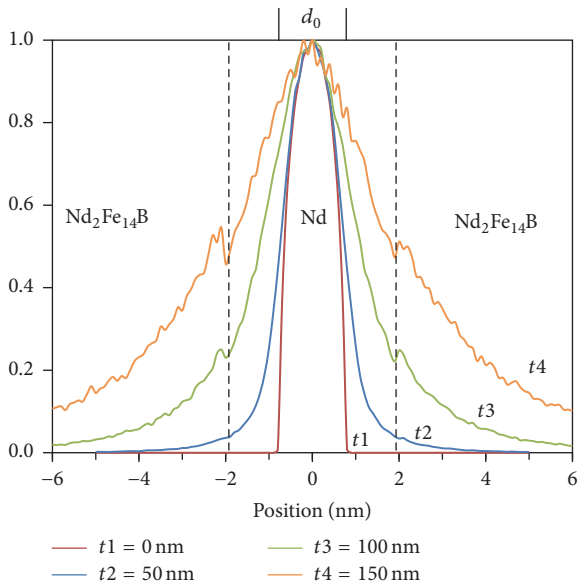 d₀
1.0
0.8
0.6
0.4
0.2
0.0
Nd₂Fe₁₄B
Nd
Nd₂Fe₁₄B
t4
t3
t1
t2
−6
−4
−2
0
2
4
6
Position (nm)
t1 = 0 nm
t3 = 100 nm
t2 = 50 nm
t4 = 150 nm